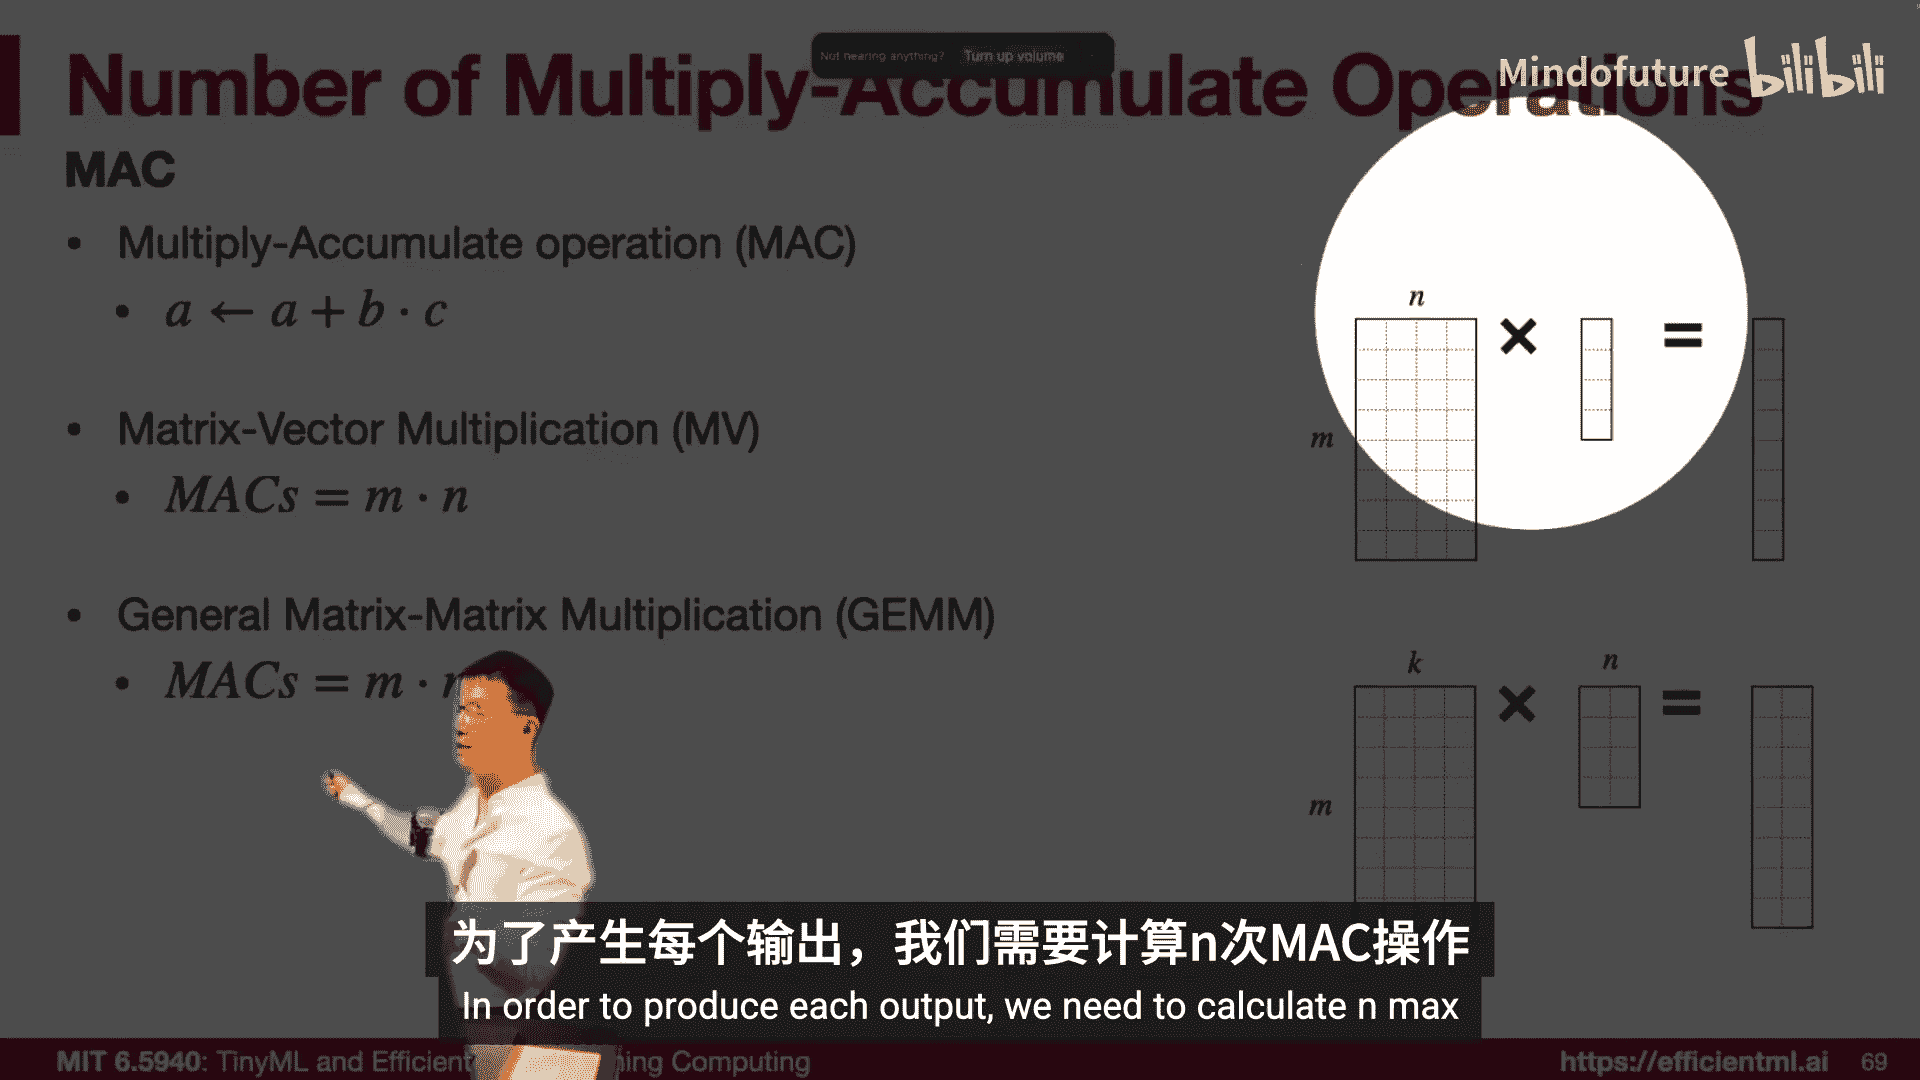 Not hearing anything? Turn up volume
Number of Multiply-Accumulate Operations
Mindofuture bilibili
MAC
• Multiply-Accumulate operation (MAC)
• a ← a + b · c
• Matrix-Vector Multiplication (MV)
• MACs = m · n
• General Matrix-Matrix Multiplication (GEMM)
• MACs = m · n
n
× =
m
k n
× =
m
为了产生每个输出，我们需要计算n次MAC操作
In order to produce each output, we need to calculate n max
MIT 6.5940: TinyML and Efficient ing Computing
https://efficientml.ai 69